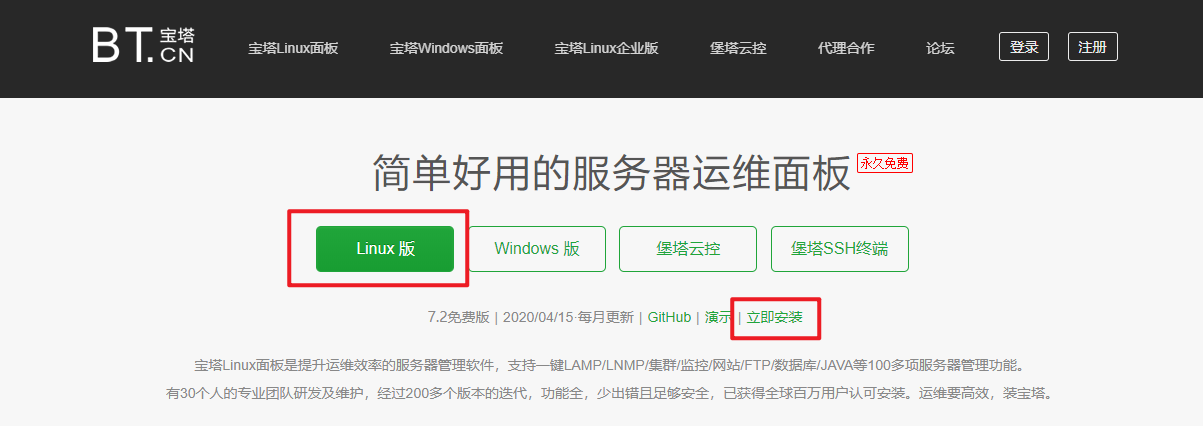 BT.宝塔CN 宝塔Linux面板 宝塔Windows面板 宝塔Linux企业版 堡塔云控 代理合作 论坛 登录 注册
简单好用的服务器运维面板 永久免费
Linux 版 Windows 版 堡塔云控 堡塔SSH终端
7.2免费版 | 2020/04/15·每月更新 | GitHub | 演示 | 立即安装
宝塔Linux面板是提升运维效率的服务器管理软件，支持一键LAMP/LNMP/集群/监控/网站/FTP/数据库/JAVA等100多项服务器管理功能。
有30个人的专业团队研发及维护，经过200多个版本的迭代，功能全，少出错且足够安全，已获得全球百万用户认可安装。运维要高效，装宝塔。